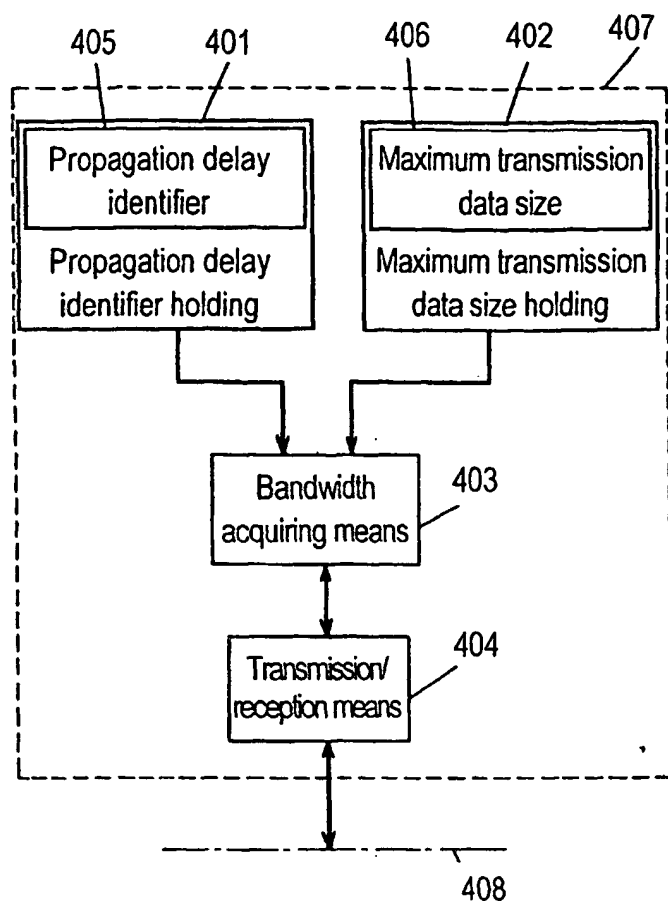 405 401 406 402 407
Propagation delay
identifier
Propagation delay
identifier holding
Maximum transmission
data size
Maximum transmission
data size holding
Bandwidth
acquiring means
403
Transmission/
reception means
404
408